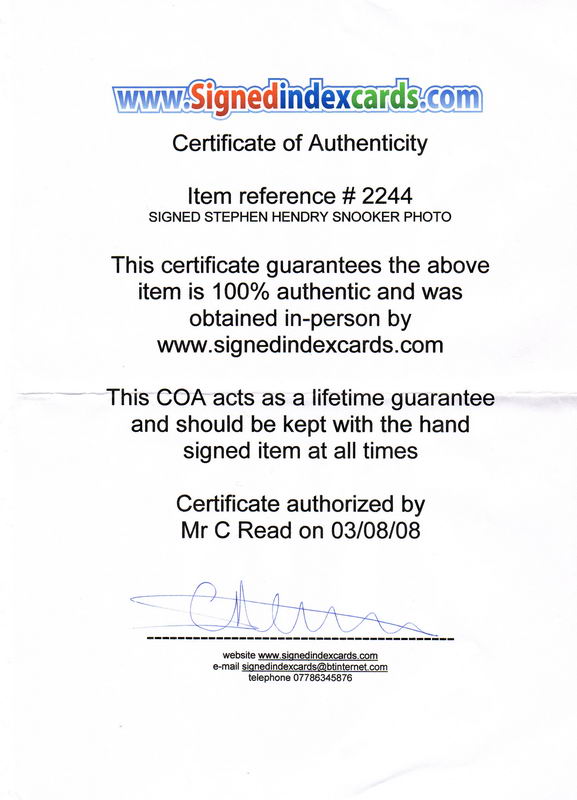 www.Signedindexcards.com
Certificate of Authenticity
Item reference # 2244
SIGNED STEPHEN HENDRY SNOOKER PHOTO
This certificate guarantees the above
item is 100% authentic and was
obtained in-person by
www.signedindexcards.com
This COA acts as a lifetime guarantee
and should be kept with the hand
signed item at all times
Certificate authorized by
Mr C Read on 03/08/08
website www.signedindexcards.com
e-mail signedindexcards@btinternet.com
telephone 07786345876